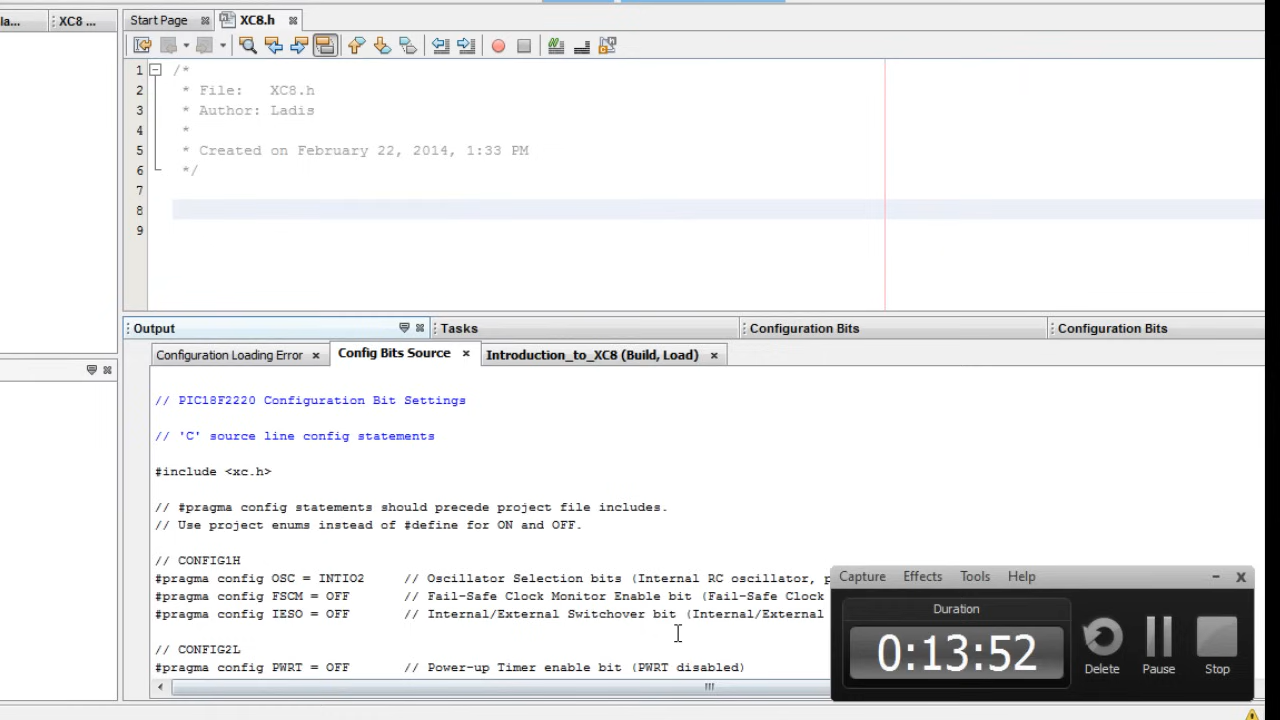 la... XC8 ... Start Page XC8.h
1 /*
2 * File: XC8.h
3 * Author: Ladis
4 *
5 * Created on February 22, 2014, 1:33 PM
6 */
7
8
9
Output Tasks Configuration Bits Configuration Bits
Configuration Loading Error Config Bits Source Introduction_to_XC8 (Build, Load)
// PIC18F2220 Configuration Bit Settings
// 'C' source line config statements
#include <xc.h>
// #pragma config statements should precede project file includes.
// Use project enums instead of #define for ON and OFF.
// CONFIG1H
#pragma config OSC = INTIO2 // Oscillator Selection bits (Internal RC oscillator, p
#pragma config FSCM = OFF // Fail-Safe Clock Monitor Enable bit (Fail-Safe Clock
#pragma config IESO = OFF // Internal/External Switchover bit (Internal/External
// CONFIG2L
#pragma config PWRT = OFF // Power-up Timer enable bit (PWRT disabled)
Capture Effects Tools Help
Duration
0:13:52
Delete Pause Stop